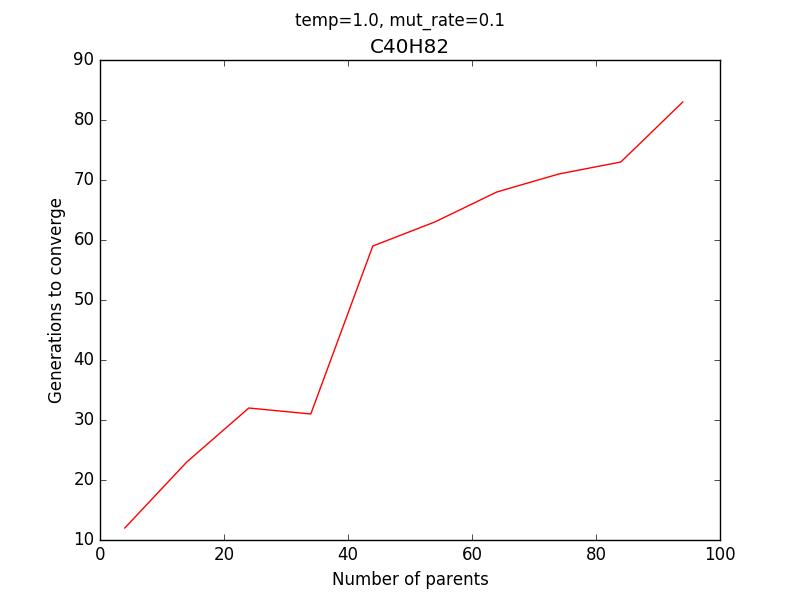 temp=1.0, mut_rate=0.1
C40H82
90
80
70
60
50
40
30
20
10
Generations to converge
0 20 40 60 80 100
Number of parents